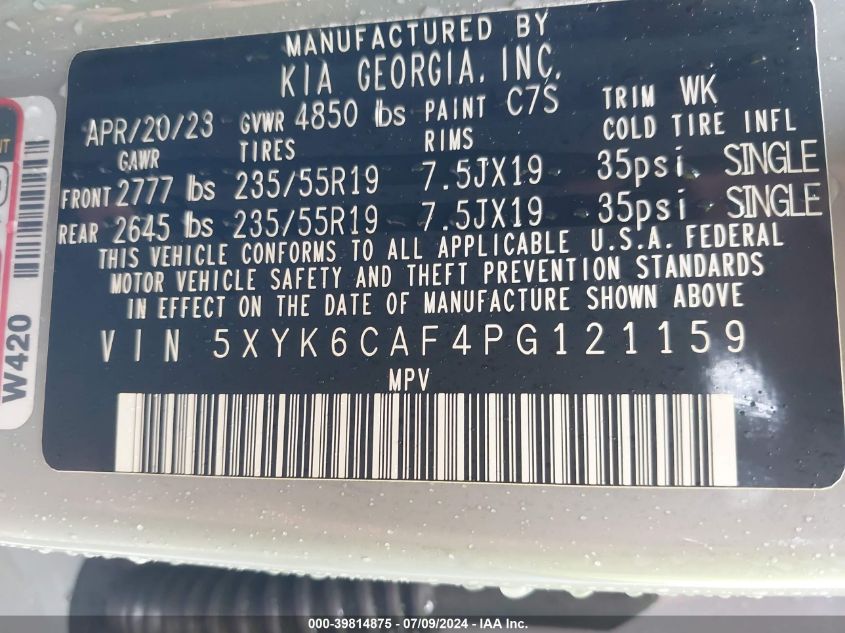 MANUFACTURED BY
KIA GEORGIA, INC.
APR/20/23 GVWR 4850 lbs PAINT C7S TRIM WK
GAWR TIRES RIMS COLD TIRE INFL
FRONT 2777 lbs 235/55R19 7.5JX19 35psi SINGLE
REAR 2645 lbs 235/55R19 7.5JX19 35psi SINGLE
THIS VEHICLE CONFORMS TO ALL APPLICABLE U.S.A. FEDERAL
MOTOR VEHICLE SAFETY AND THEFT PREVENTION STANDARDS
IN EFFECT ON THE DATE OF MANUFACTURE SHOWN ABOVE
VIN 5XYK6CAF4PG121159
MPV
W420
000-39814875 - 07/09/2024 - IAA Inc.